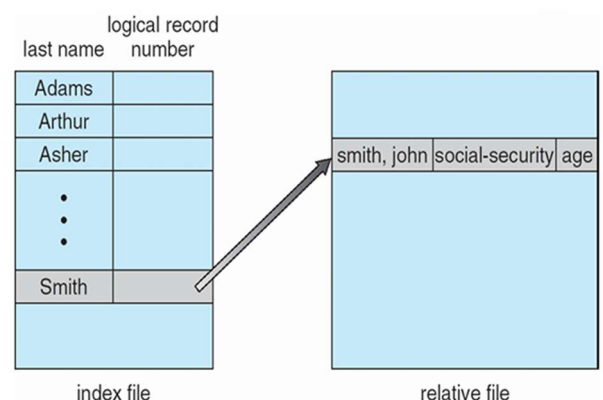 logical record
last name number
Adams
Arthur
Asher
Smith
index file
smith, john social-security age
relative file